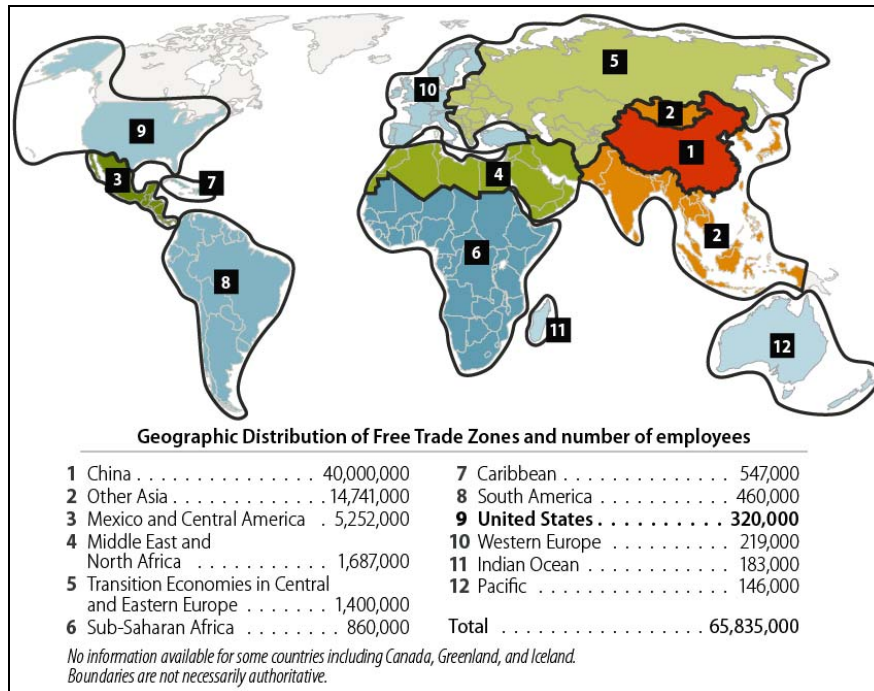 9
3
7
8
10
5
4
6
11
2
1
2
12
Geographic Distribution of Free Trade Zones and number of employees
1 China . . . . . . . . . . . . . . 40,000,000
2 Other Asia . . . . . . . . . . . 14,741,000
3 Mexico and Central America . 5,252,000
4 Middle East and
North Africa . . . . . . . . . . 1,687,000
5 Transition Economies in Central
and Eastern Europe . . . . . . . 1,400,000
6 Sub-Saharan Africa . . . . . . . 860,000
7 Caribbean . . . . . . . . . . . . . 547,000
8 South America . . . . . . . . . . 460,000
9 United States . . . . . . . . . . 320,000
10 Western Europe . . . . . . . . . 219,000
11 Indian Ocean . . . . . . . . . . . 183,000
12 Pacific . . . . . . . . . . . . . . . 146,000
Total . . . . . . . . . . . . . . . . 65,835,000
No information available for some countries including Canada, Greenland, and Iceland.
Boundaries are not necessarily authoritative.